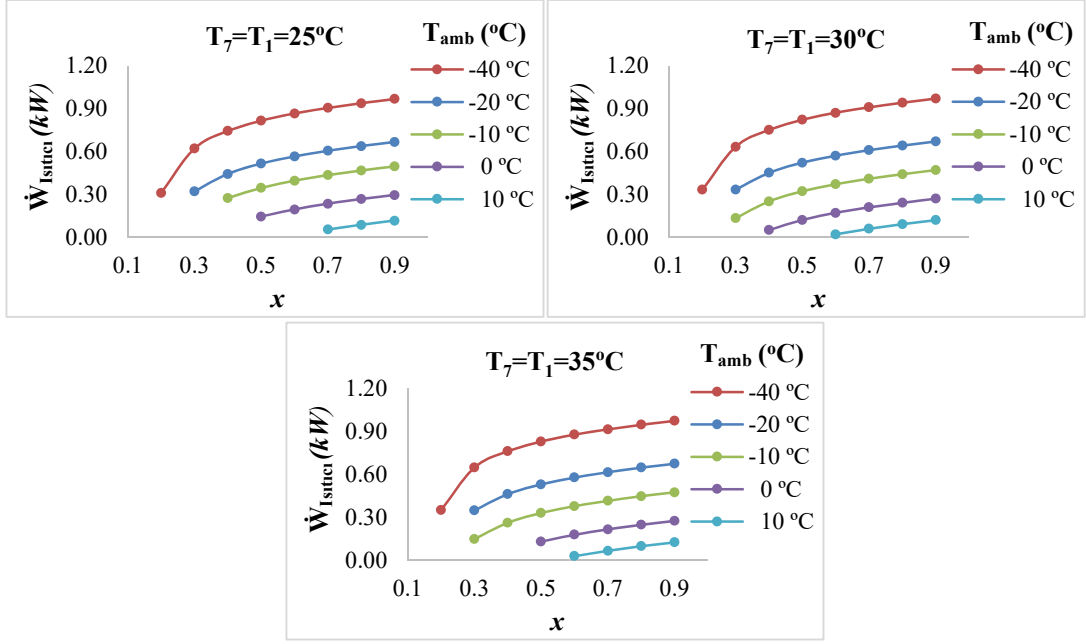 T7=T1=25ºC
Tamb (ºC)
1.20
0.90
0.60
0.30
0.00
ẆIsıtıcı (kW)
0.1 0.3 0.5 0.7 0.9
x
-40 ºC
-20 ºC
-10 ºC
0 ºC
10 ºC
T7=T1=30ºC
Tamb (ºC)
1.20
0.90
0.60
0.30
0.00
ẆIsıtıcı (kW)
0.1 0.3 0.5 0.7 0.9
x
-40 ºC
-20 ºC
-10 ºC
0 ºC
10 ºC
T7=T1=35ºC
Tamb (ºC)
1.20
0.90
0.60
0.30
0.00
ẆIsıtıcı (kW)
0.1 0.3 0.5 0.7 0.9
x
-40 ºC
-20 ºC
-10 ºC
0 ºC
10 ºC